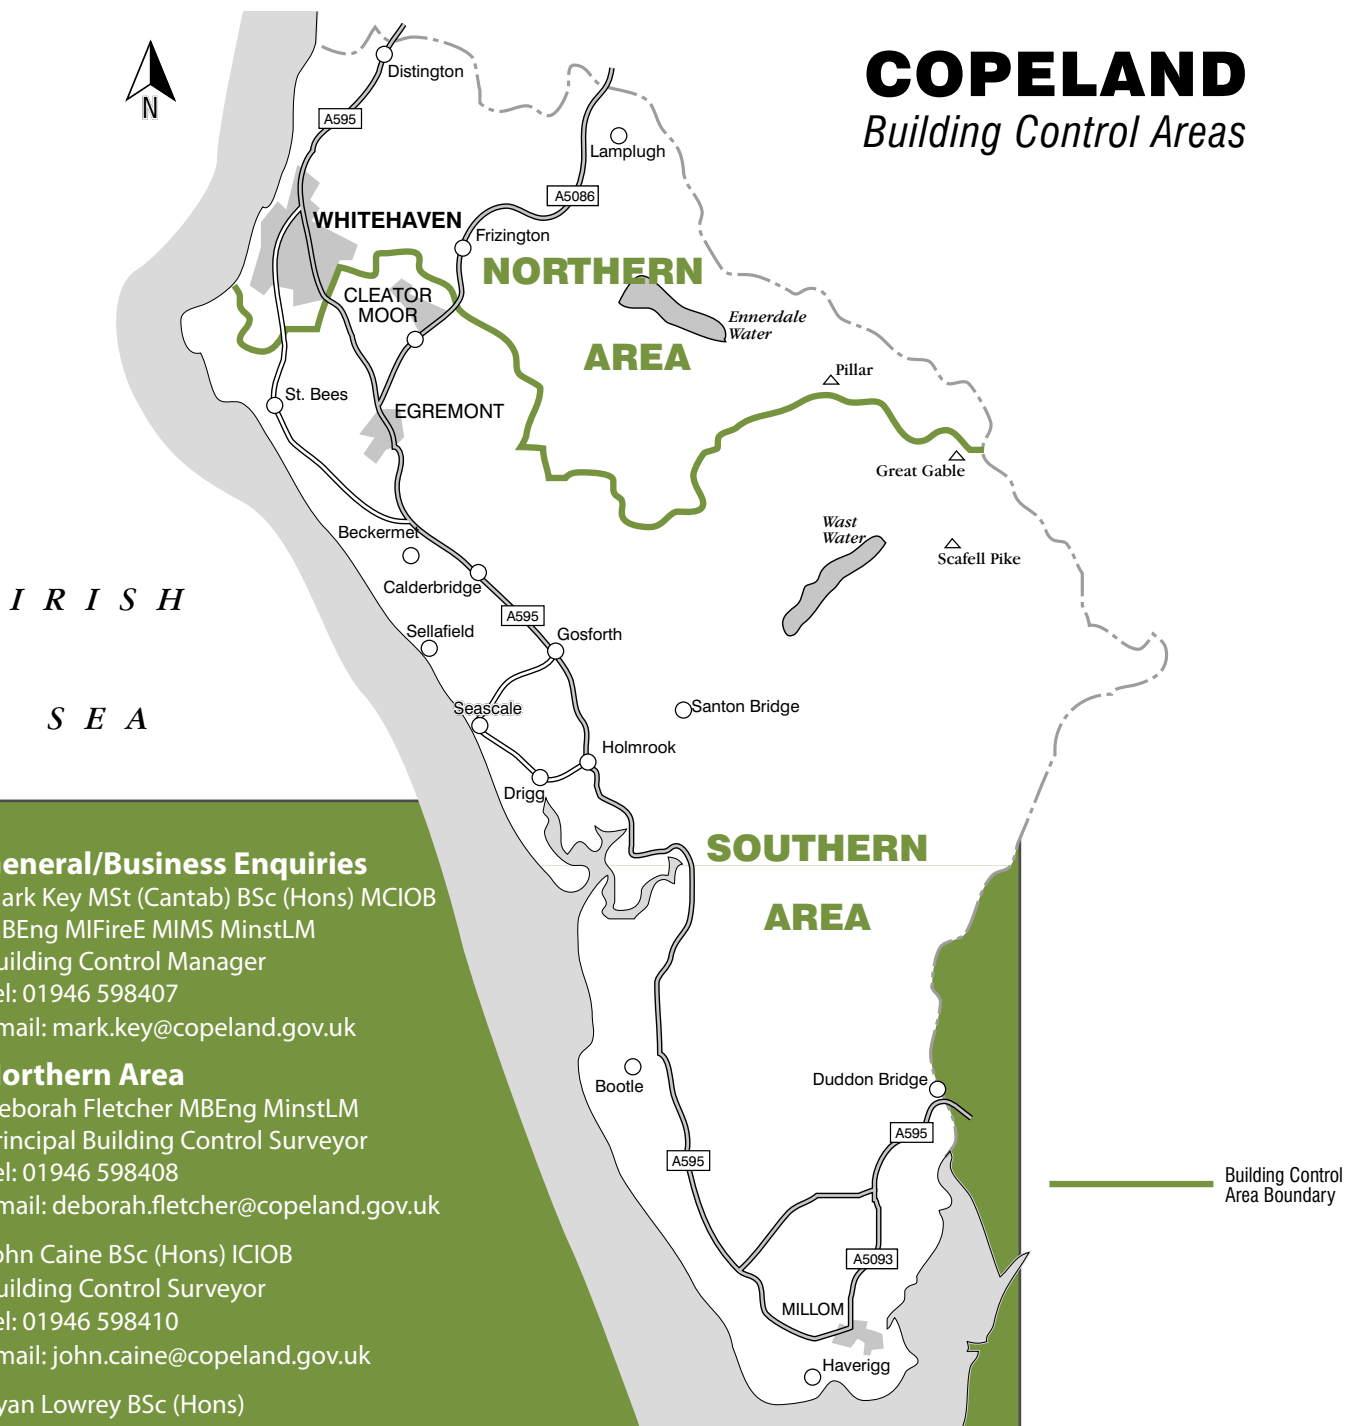 COPELAND
Building Control Areas
N
Distington
A595
Lamplugh
A5086
WHITEHAVEN
Frizington
NORTHERN
AREA
CLEATOR
MOOR
Ennerdale
Water
Pillar
St. Bees
EGREMONT
Great Gable
Wast
Water
Scafell Pike
Beckermet
Calderbridge
IRISH
SEA
A595
Sellafield
Gosforth
Seascale
Santon Bridge
Holmrook
Drigg
SOUTHERN
AREA
Bootle
Duddon Bridge
A595
A595
A5093
MILLOM
Haverigg
Building Control
Area Boundary
eneral/Business Enquiries
ark Key MSt (Cantab) BSc (Hons) MCIOB
BEng MIFireE MIMS MinstLM
uilding Control Manager
el: 01946 598407
mail: mark.key@copeland.gov.uk
orthern Area
eborah Fletcher MBEng MinstLM
rincipal Building Control Surveyor
el: 01946 598408
mail: deborah.fletcher@copeland.gov.uk
ohn Caine BSc (Hons) ICIOB
uilding Control Surveyor
el: 01946 598410
mail: john.caine@copeland.gov.uk
yan Lowrey BSc (Hons)